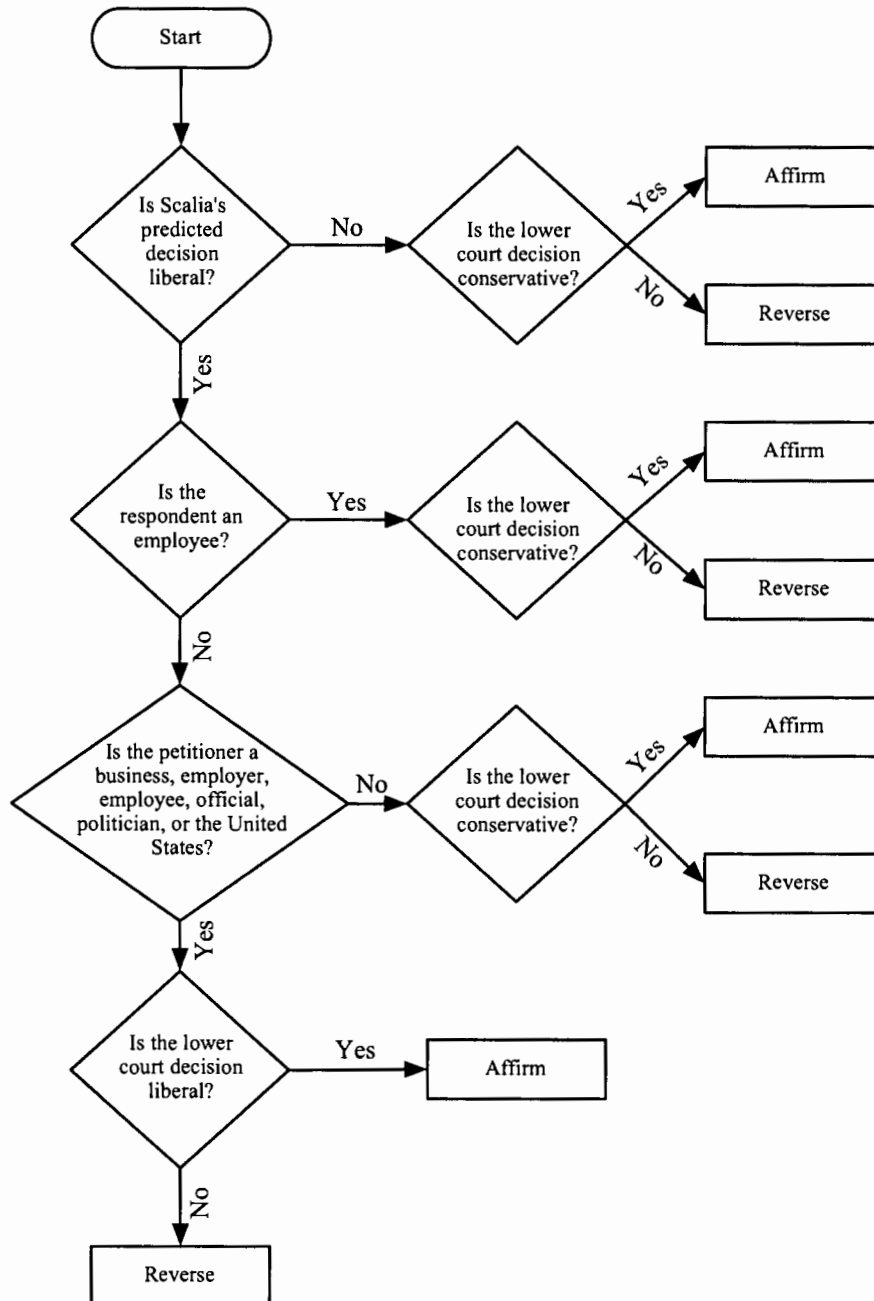 Start
Is Scalia's
predicted
decision
liberal?
No
Is the lower
court decision
conservative?
Yes
Affirm
No
Reverse
Yes
Is the
respondent an
employee?
Yes
Is the lower
court decision
conservative?
Yes
Affirm
No
Reverse
No
Is the petitioner a
business, employer,
employee, official,
politician, or the United
States?
No
Is the lower
court decision
conservative?
Yes
Affirm
No
Reverse
Yes
Is the lower
court decision
liberal?
Yes
Affirm
No
Reverse